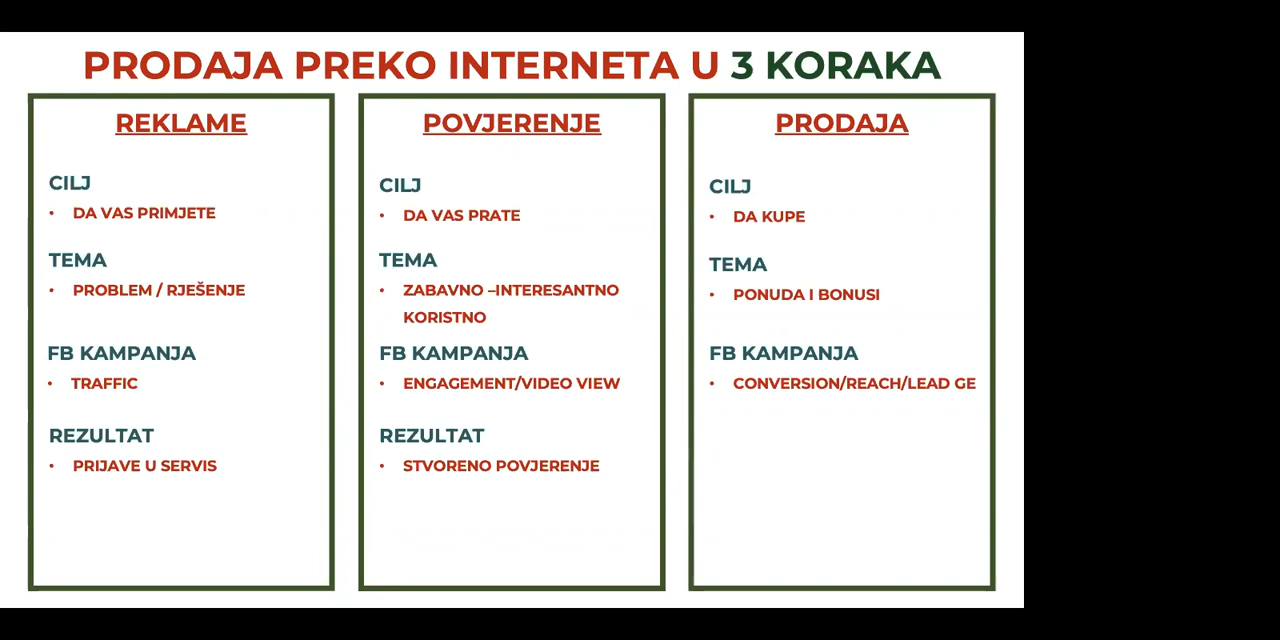 PRODAJA PREKO INTERNETA U 3 KORAKA
REKLAME
CILJ
• DA VAS PRIMJETE
TEMA
• PROBLEM / RJEŠENJE
FB KAMPANJA
• TRAFFIC
REZULTAT
• PRIJAVE U SERVIS
POVJERENJE
CILJ
• DA VAS PRATE
TEMA
• ZABAVNO –INTERESANTNO
KORISTNO
FB KAMPANJA
• ENGAGEMENT/VIDEO VIEW
REZULTAT
• STVORENO POVJERENJE
PRODAJA
CILJ
• DA KUPE
TEMA
• PONUDA I BONUSI
FB KAMPANJA
• CONVERSION/REACH/LEAD GE